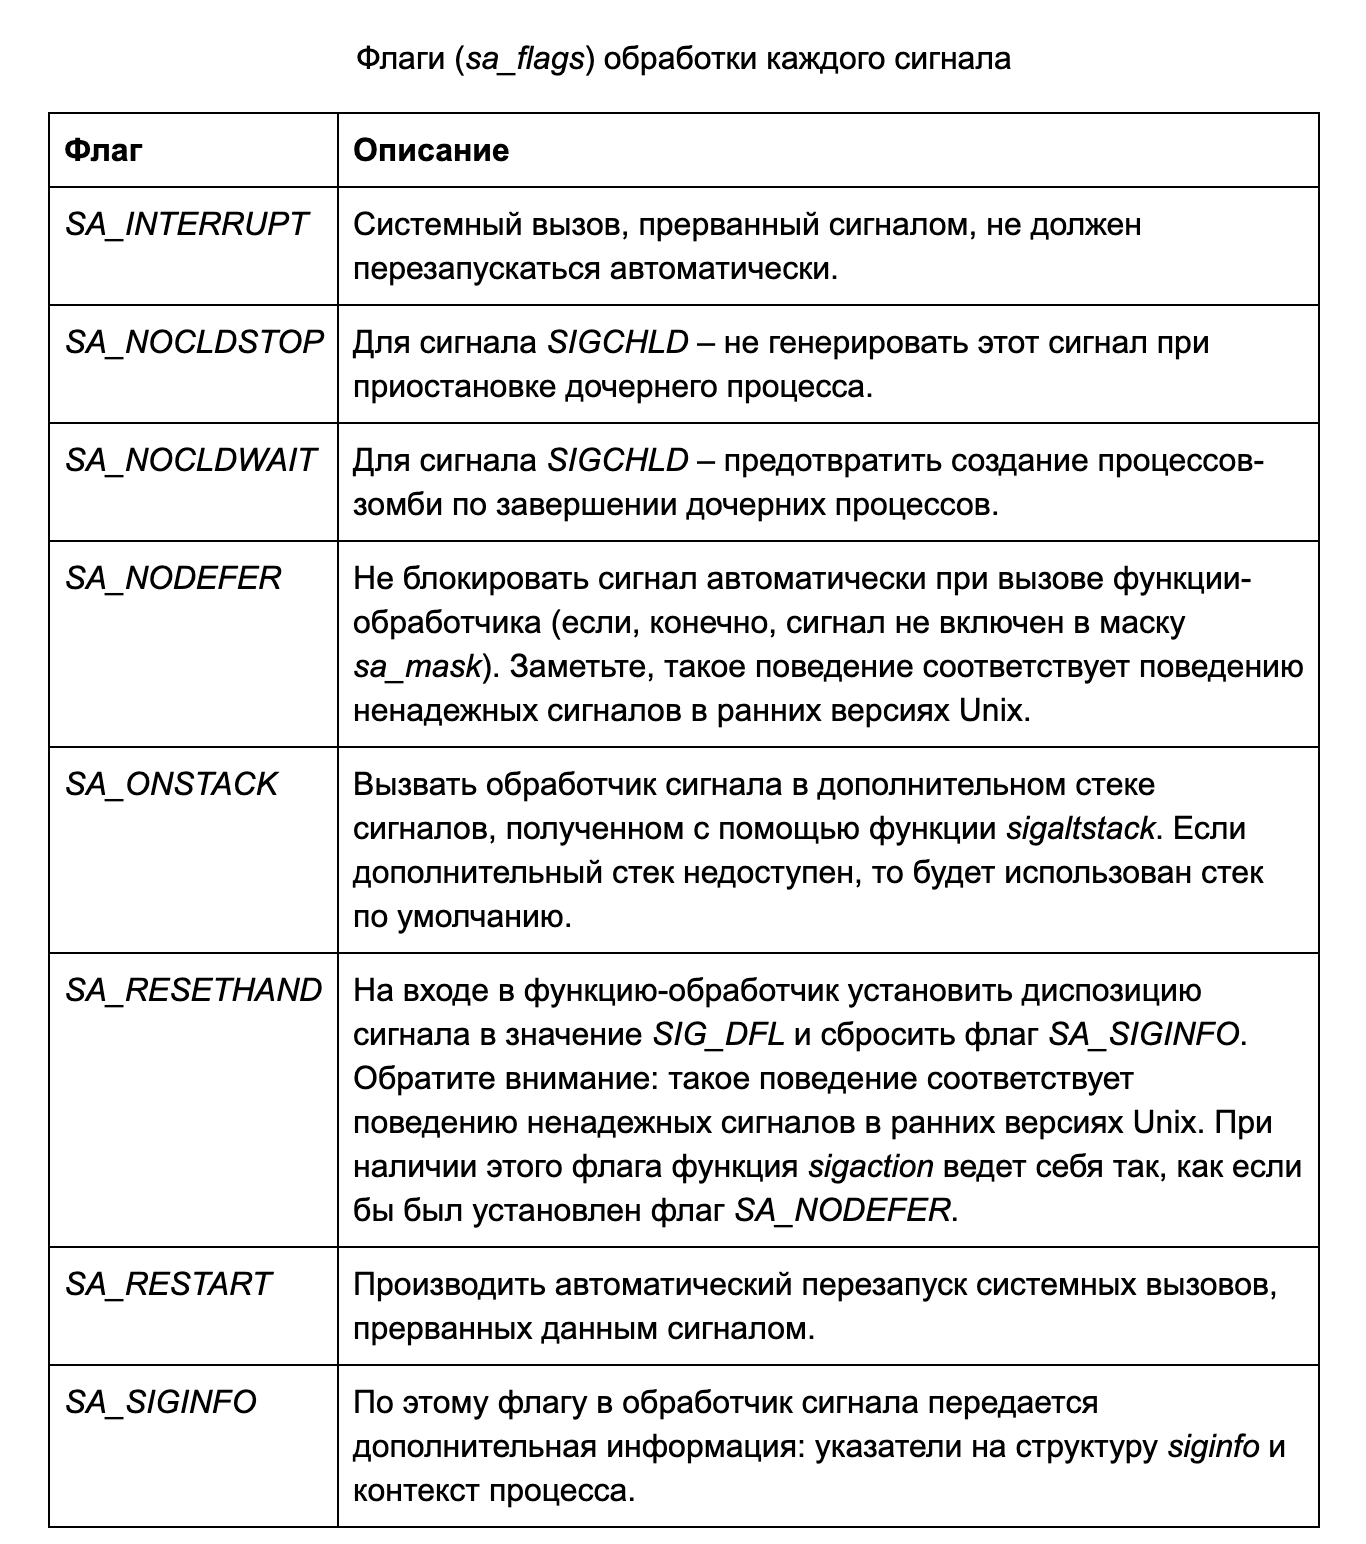 Флаги (sa_flags) обработки каждого сигнала
Флаг
Описание
SA_INTERRUPT
Системный вызов, прерванный сигналом, не должен
перезапускаться автоматически.
SA_NOCLDSTOP
Для сигнала SIGCHLD – не генерировать этот сигнал при
приостановке дочернего процесса.
SA_NOCLDWAIT
Для сигнала SIGCHLD – предотвратить создание процессов-
зомби по завершении дочерних процессов.
SA_NODEFER
Не блокировать сигнал автоматически при вызове функции-
обработчика (если, конечно, сигнал не включен в маску
sa_mask). Заметьте, такое поведение соответствует поведению
ненадежных сигналов в ранних версиях Unix.
SA_ONSTACK
Вызвать обработчик сигнала в дополнительном стеке
сигналов, полученном с помощью функции sigaltstack. Если
дополнительный стек недоступен, то будет использован стек
по умолчанию.
SA_RESETHAND
На входе в функцию-обработчик установить диспозицию
сигнала в значение SIG_DFL и сбросить флаг SA_SIGINFO.
Обратите внимание: такое поведение соответствует
поведению ненадежных сигналов в ранних версиях Unix. При
наличии этого флага функция sigaction ведет себя так, как если
бы был установлен флаг SA_NODEFER.
SA_RESTART
Производить автоматический перезапуск системных вызовов,
прерванных данным сигналом.
SA_SIGINFO
По этому флагу в обработчик сигнала передается
дополнительная информация: указатели на структуру siginfo и
контекст процесса.